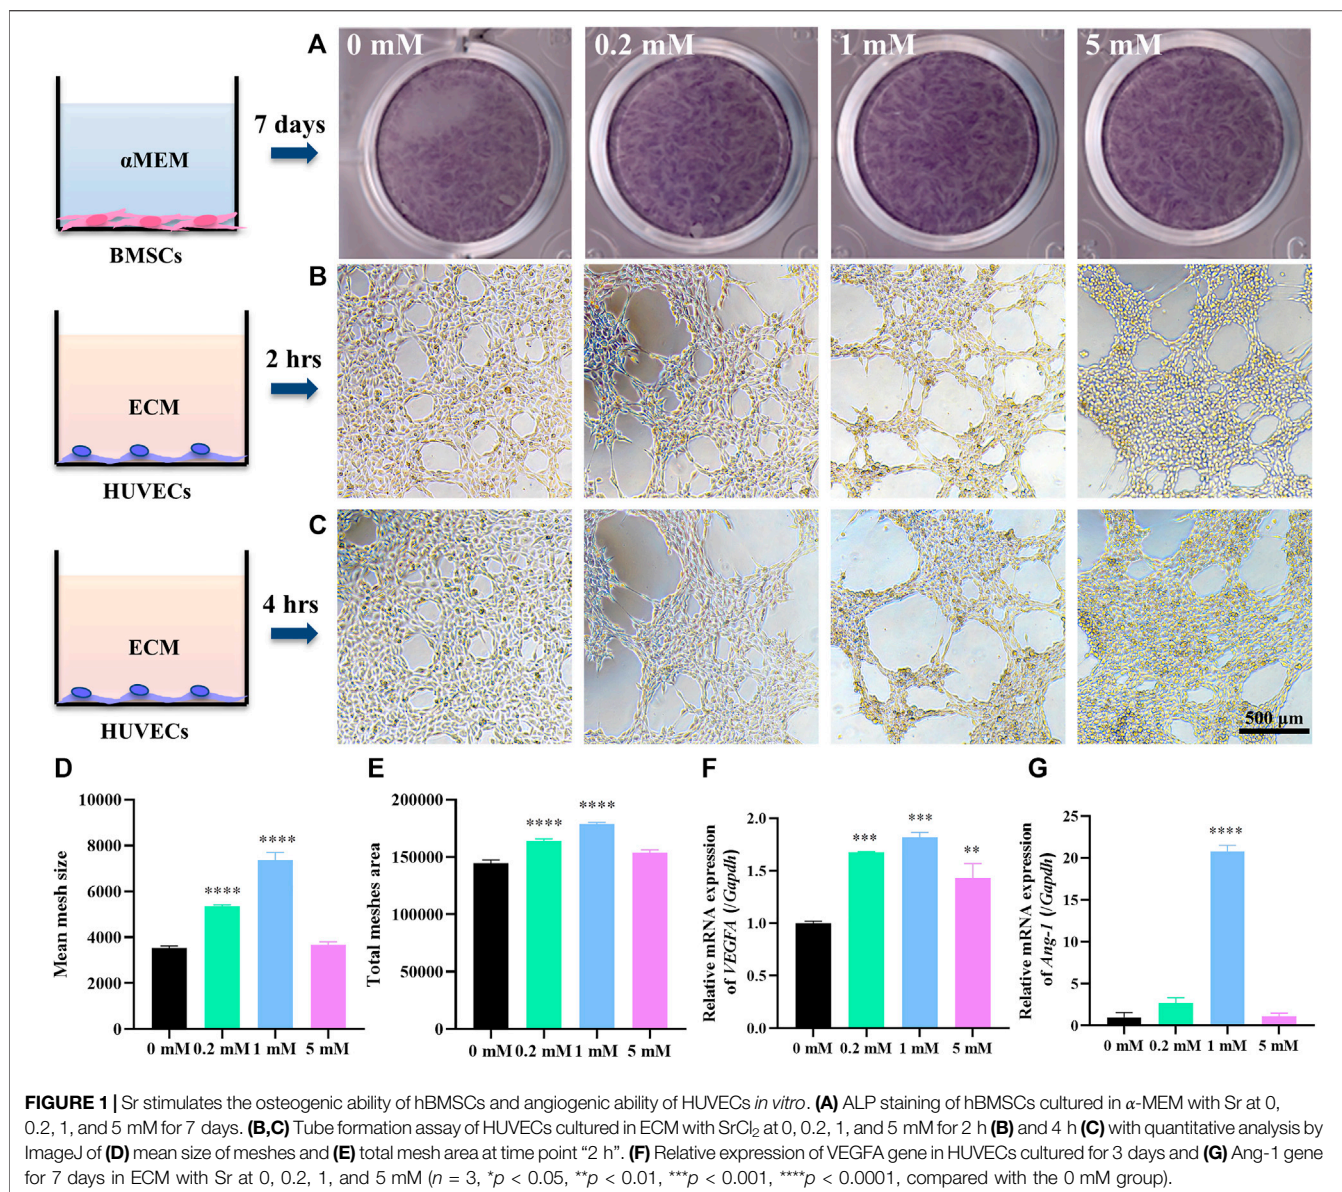 A
0 mM
0.2 mM
1 mM
5 mM
7 days
αMEM
BMSCs
B
2 hrs
ECM
HUVECs
C
4 hrs
ECM
HUVECs
500 µm
D
Mean mesh size
10000
8000
6000
4000
2000
0
****
****
0 mM 0.2 mM 1 mM 5 mM
E
Total meshes area
200000
150000
100000
50000
0
****
****
0 mM 0.2 mM 1 mM 5 mM
F
Relative mRNA expression
of VEGFA (/Gapdh)
2.0
1.5
1.0
0.5
0.0
***
***
**
0 mM 0.2 mM 1 mM 5 mM
G
Relative mRNA expression
of Ang-1 (/Gapdh)
25
20
15
10
5
0
****
0 mM 0.2 mM 1 mM 5 mM
FIGURE 1 | Sr stimulates the osteogenic ability of hBMSCs and angiogenic ability of HUVECs in vitro. (A) ALP staining of hBMSCs cultured in α-MEM with Sr at 0,
0.2, 1, and 5 mM for 7 days. (B,C) Tube formation assay of HUVECs cultured in ECM with SrCl₂ at 0, 0.2, 1, and 5 mM for 2 h (B) and 4 h (C) with quantitative analysis by
ImageJ of (D) mean size of meshes and (E) total mesh area at time point “2 h”. (F) Relative expression of VEGFA gene in HUVECs cultured for 3 days and (G) Ang-1 gene
for 7 days in ECM with Sr at 0, 0.2, 1, and 5 mM (n = 3, *p < 0.05, **p < 0.01, ***p < 0.001, ****p < 0.0001, compared with the 0 mM group).